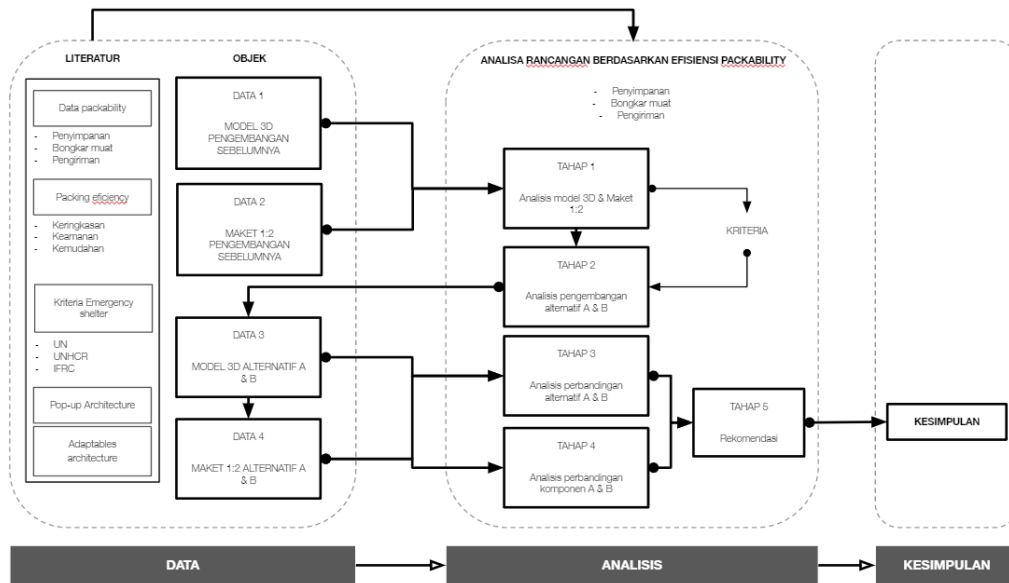 LITERATUR
Data packability
- Penyimpanan
- Bongkar muat
- Pengiriman
Packing eficiency
- Keringkasan
- Keamanan
- Kemudahan
Kriteria Emergency
shelter
- UN
- UNHCR
- IFRC
Pop-up Architecture
Adaptables
architecture
OBJEK
DATA 1
MODEL 3D
PENGEMBANGAN
SEBELUMNYA
DATA 2
MAKET 1:2
PENGEMBANGAN
SEBELUMNYA
DATA 3
MODEL 3D ALTERNATIF A
& B
DATA 4
MAKET 1:2 ALTERNATIF A
& B
ANALISA RANCANGAN BERDASARKAN EFISIENSI PACKABILITY
- Penyimpanan
- Bongkar muat
- Pengiriman
TAHAP 1
Analisis model 3D & Maket
1:2
KRITERIA
TAHAP 2
Analisis pengembangan
alternatif A & B
TAHAP 3
Analisis perbandingan
alternatif A & B
TAHAP 4
Analisis perbandingan
komponen A & B
TAHAP 5
Rekomendasi
KESIMPULAN
DATA
ANALISIS
KESIMPULAN